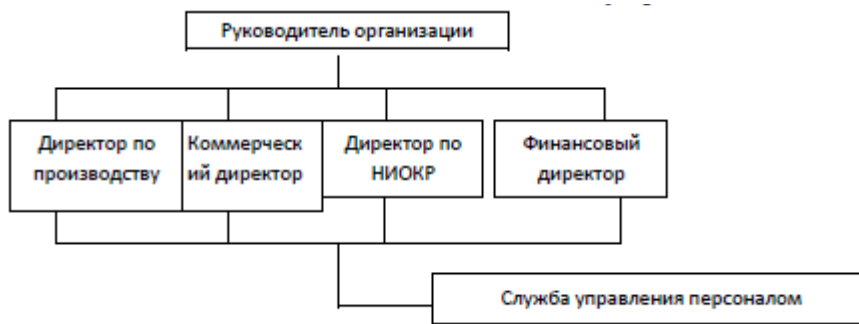 Руководитель организации
Директор по
производству
Коммерческ
ий директор
Директор по
НИОКР
Финансовый
директор
Служба управления персоналом